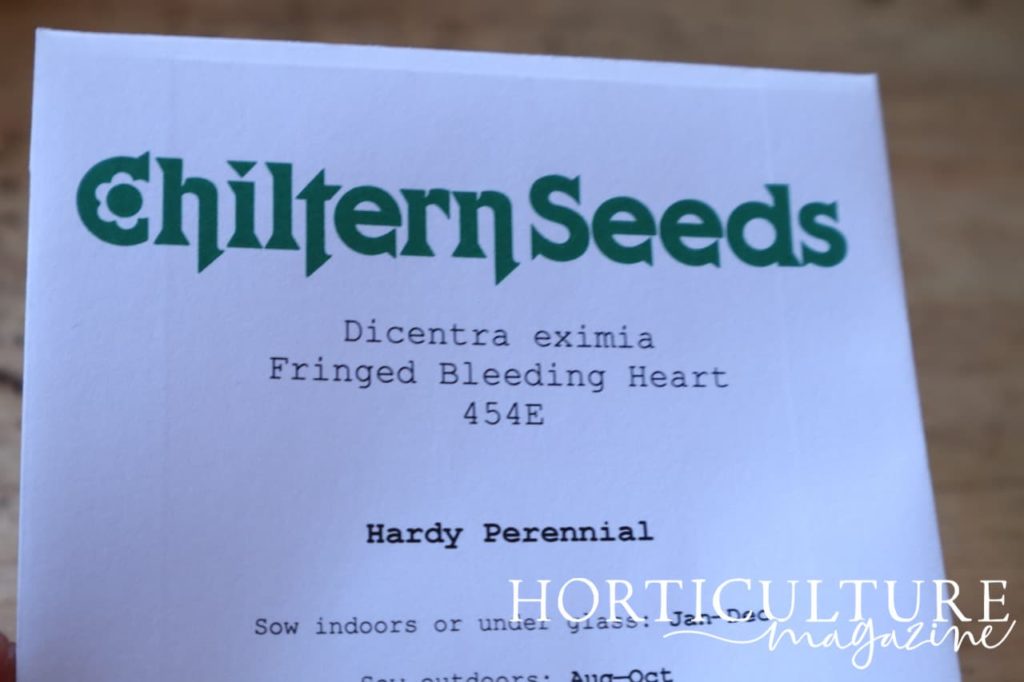 Chiltern Seeds
Dicentra eximia
Fringed Bleeding Heart
454E
Hardy Perennial
Sow indoors or under glass: Jan-Dec
Sow outdoors: Aug-Oct
HORTICULTURE
magazine